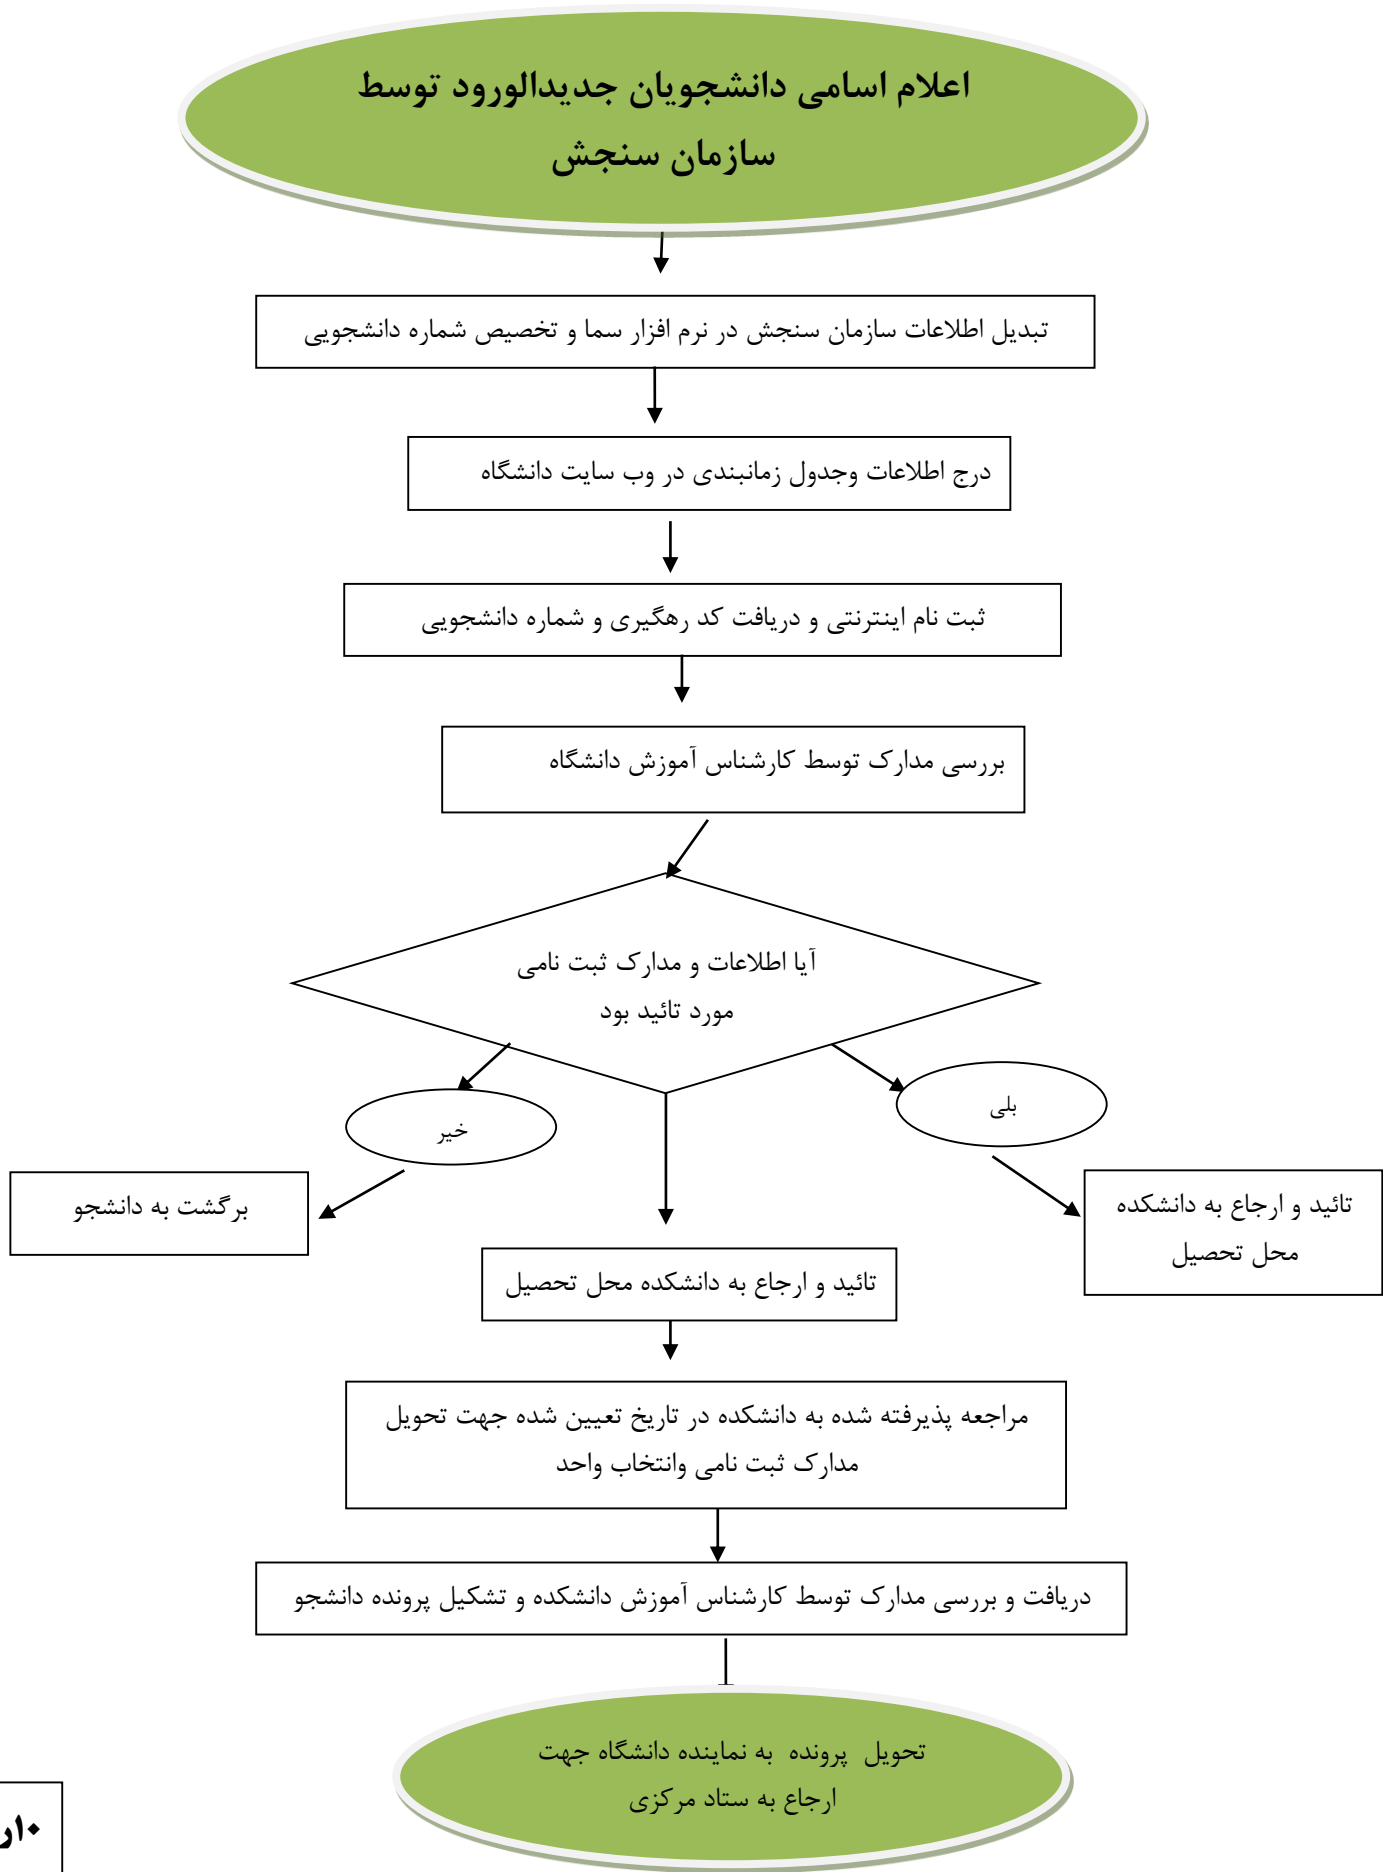 اعلام اسامی دانشجویان جدیدالورود توسط
سازمان سنجش
تبدیل اطلاعات سازمان سنجش در نرم افزار سما و تخصیص شماره دانشجویی
درج اطلاعات وجدول زمانبندی در وب سایت دانشگاه
ثبت نام اینترنتی و دریافت کد رهگیری و شماره دانشجویی
بررسی مدارک توسط کارشناس آموزش دانشگاه
آیا اطلاعات و مدارک ثبت نامی
مورد تائید بود
بلی
خیر
تائید و ارجاع به دانشکده
محل تحصیل
برگشت به دانشجو
تائید و ارجاع به دانشکده محل تحصیل
مراجعه پذیرفته شده به دانشکده در تاریخ تعیین شده جهت تحویل
مدارک ثبت نامی وانتخاب واحد
دریافت و بررسی مدارک توسط کارشناس آموزش دانشکده و تشکیل پرونده دانشجو
تحویل پرونده به نماینده دانشگاه جهت
ارجاع به ستاد مرکزی